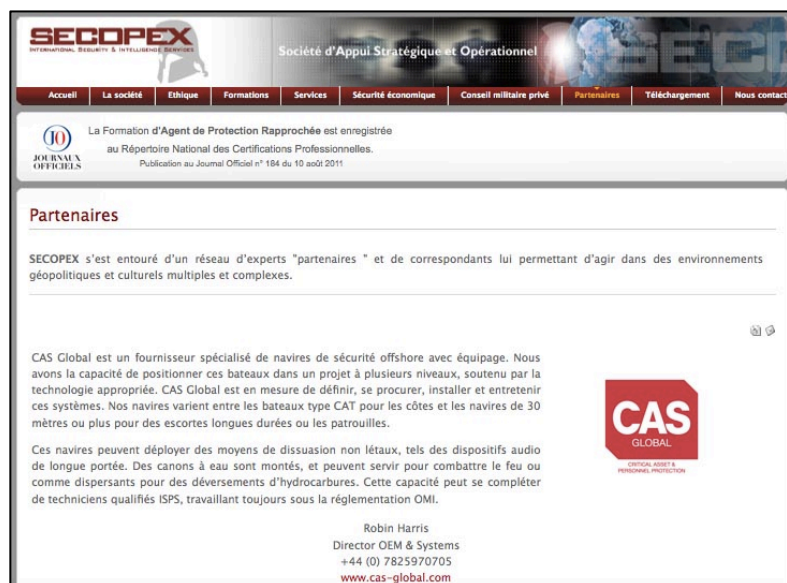 SECOPEX
INTERNATIONAL SECURITY & INTELLIGENCE SERVICES
Société d'Appui Stratégique et Opérationnel
SEC
Accueil La société Ethique Formations Services Sécurité économique Conseil militaire privé Partenaires Téléchargement Nous contact
JO
JOURNAUX
OFFICIELS
La Formation d'Agent de Protection Rapprochée est enregistrée
au Répertoire National des Certifications Professionnelles.
Publication au Journal Officiel n° 184 du 10 août 2011
Partenaires
SECOPEX s'est entouré d'un réseau d'experts "partenaires " et de correspondants lui permettant d'agir dans des environnements
géopolitiques et culturels multiples et complexes.
CAS Global est un fournisseur spécialisé de navires de sécurité offshore avec équipage. Nous
avons la capacité de positionner ces bateaux dans un projet à plusieurs niveaux, soutenu par la
technologie appropriée. CAS Global est en mesure de définir, se procurer, installer et entretenir
ces systèmes. Nos navires varient entre les bateaux type CAT pour les côtes et les navires de 30
mètres ou plus pour des escortes longues durées ou les patrouilles.
Ces navires peuvent déployer des moyens de dissuasion non létaux, tels des dispositifs audio
de longue portée. Des canons à eau sont montés, et peuvent servir pour combattre le feu ou
comme dispersants pour des déversements d'hydrocarbures. Cette capacité peut se compléter
de techniciens qualifiés ISPS, travaillant toujours sous la réglementation OMI.
CAS
GLOBAL
CRITICAL ASSET &
PERSONNEL PROTECTION
Robin Harris
Director OEM & Systems
+44 (0) 7825970705
www.cas-global.com